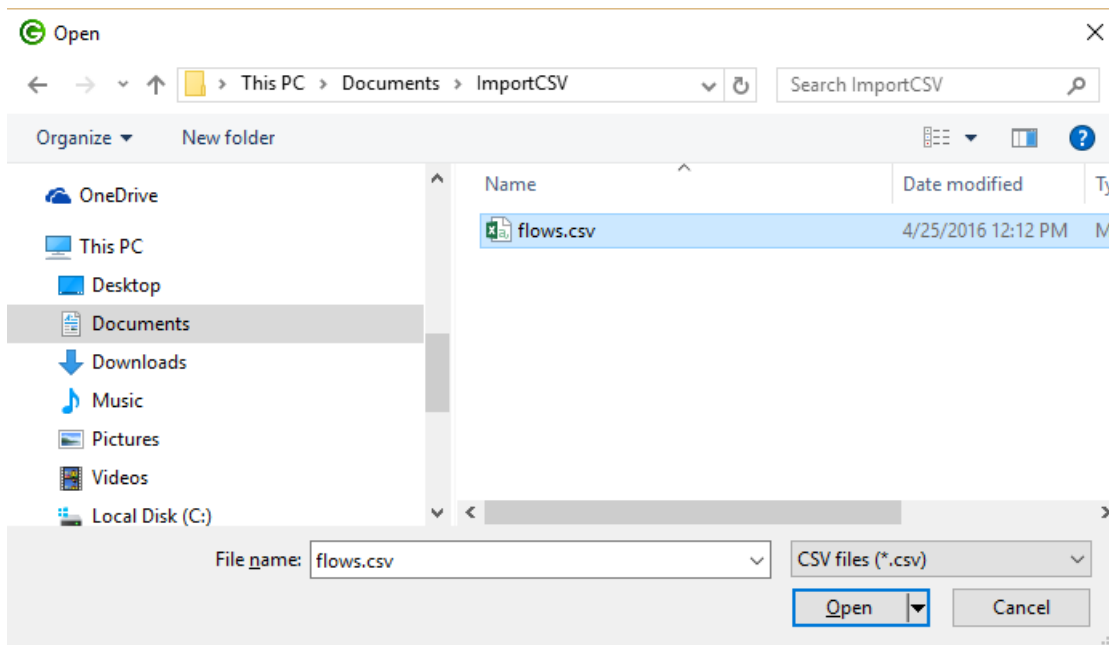 Open
This PC > Documents > ImportCSV
Search ImportCSV
Organize
New folder
?
Name
Date modified
OneDrive
flows.csv
4/25/2016 12:12 PM
This PC
Desktop
Documents
Downloads
Music
Pictures
Videos
Local Disk (C:)
File name:
flows.csv
CSV files (*.csv)
Open
Cancel